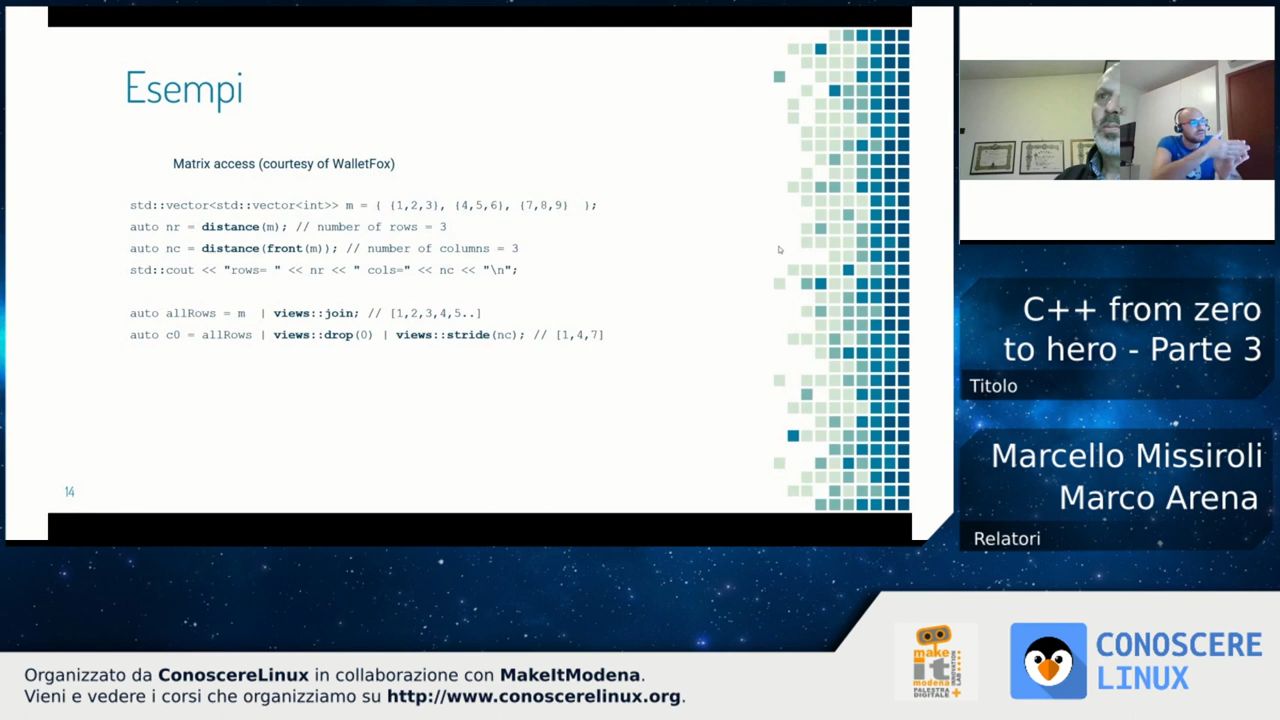 Esempi
Matrix access (courtesy of WalletFox)
std::vector<std::vector<int>> m = { {1,2,3}, {4,5,6}, {7,8,9}  };
auto nr = distance(m); // number of rows = 3
auto nc = distance(front(m)); // number of columns = 3
std::cout << "rows= " << nr << " cols=" << nc << "\n";
auto allRows = m  | views::join; // [1,2,3,4,5..]
auto c0 = allRows | views::drop(0) | views::stride(nc); // [1,4,7]
14
C++ from zero
to hero - Parte 3
Titolo
Marcello Missiroli
Marco Arena
Relatori
make
it
modena
PALESTRA
DIGITALE
CONOSCERE
LINUX
Organizzato da ConoscereLinux in collaborazione con MakeItModena.
Vieni e vedere i corsi che organizziamo su http://www.conoscerelinux.org.